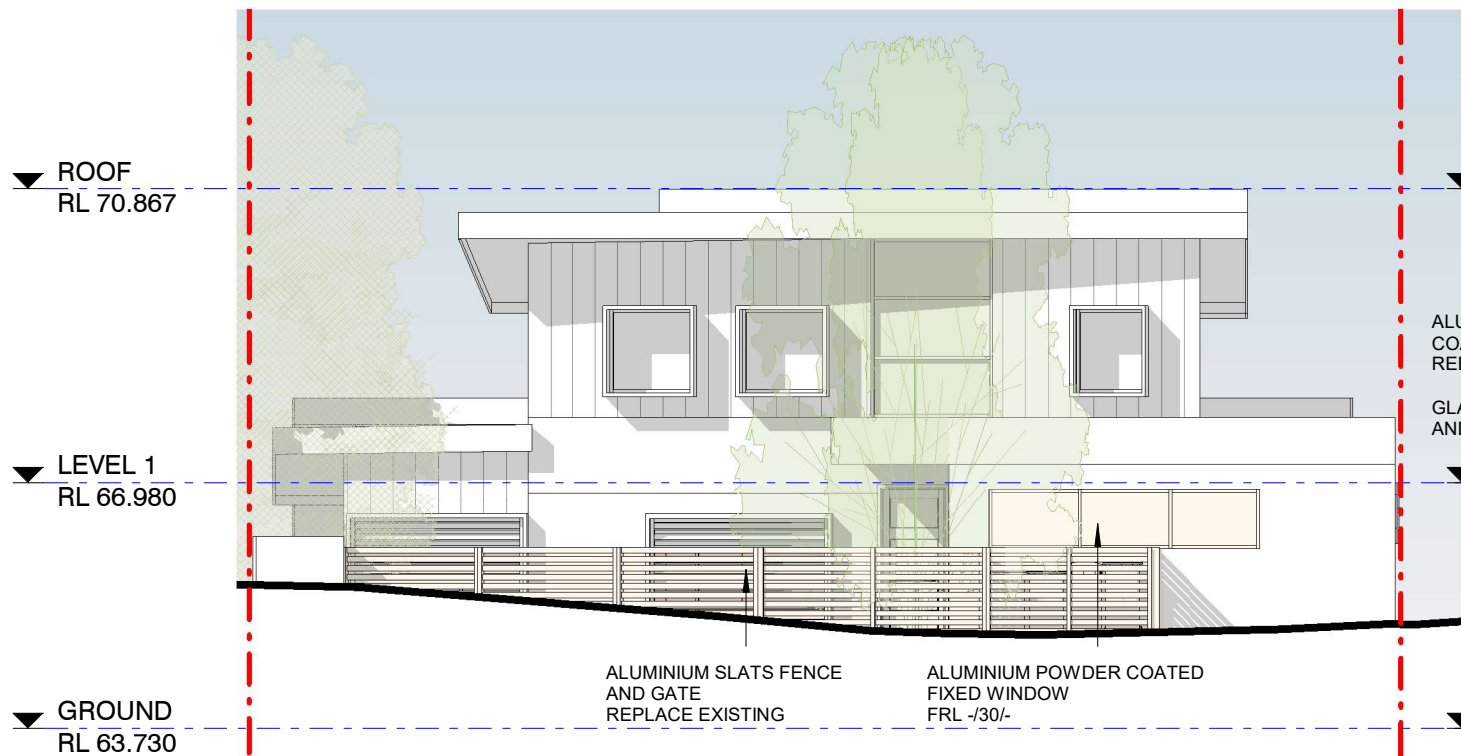 ROOF
RL 70.867
LEVEL 1
RL 66.980
ALUMINIUM SLATS FENCE
AND GATE
REPLACE EXISTING
ALUMINIUM POWDER COATED
FIXED WINDOW
FRL -/30/-
GROUND
RL 63.730